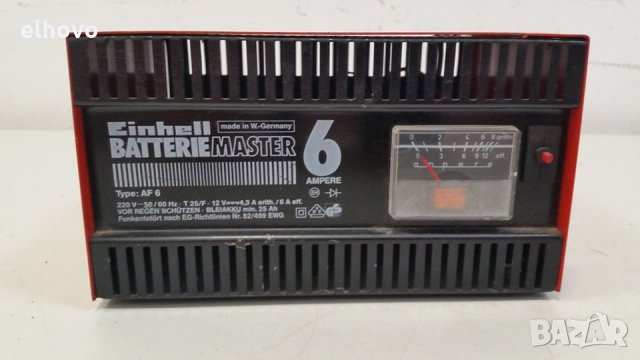 elhovo
Einhell made in W.-Germany
BATTERIEMASTER 6
AMPERE
Type: AF 6
220 V ~ 50/60 Hz · T 25/F · 12 V 4,3 A arith./6 A eff.
VOR REGEN SCHÜTZEN - BLEIAKKU min. 25 Ah
Funkentstört nach EG-Richtlinien Nr. 82/499 EWG
0 2 4 6 8 arith.
0 3 6 9 12 eff.
ampere
BAZAR